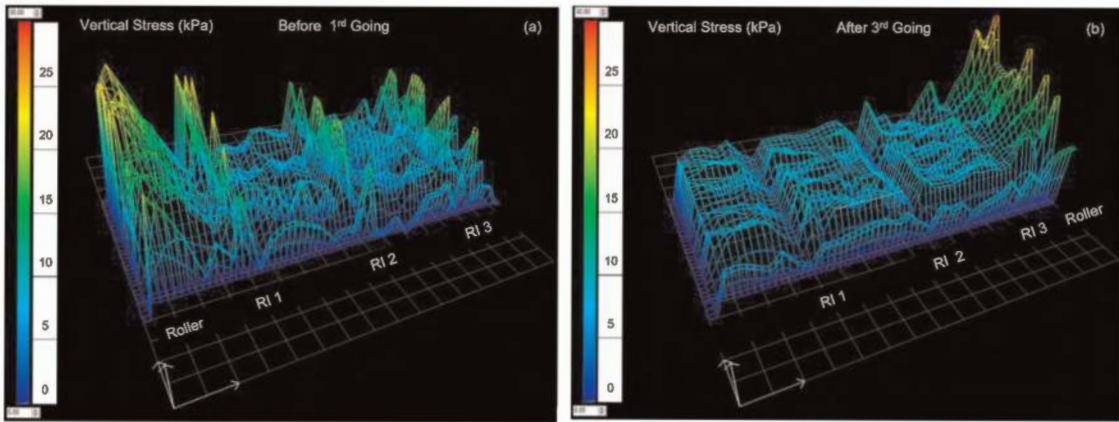 Vertical Stress (kPa) Before 1rd Going (a)
25
20
15
10
5
0
RI 3
RI 2
RI 1
Roller
Vertical Stress (kPa) After 3rd Going (b)
25
20
15
10
5
0
Roller
RI 3
RI 2
RI 1